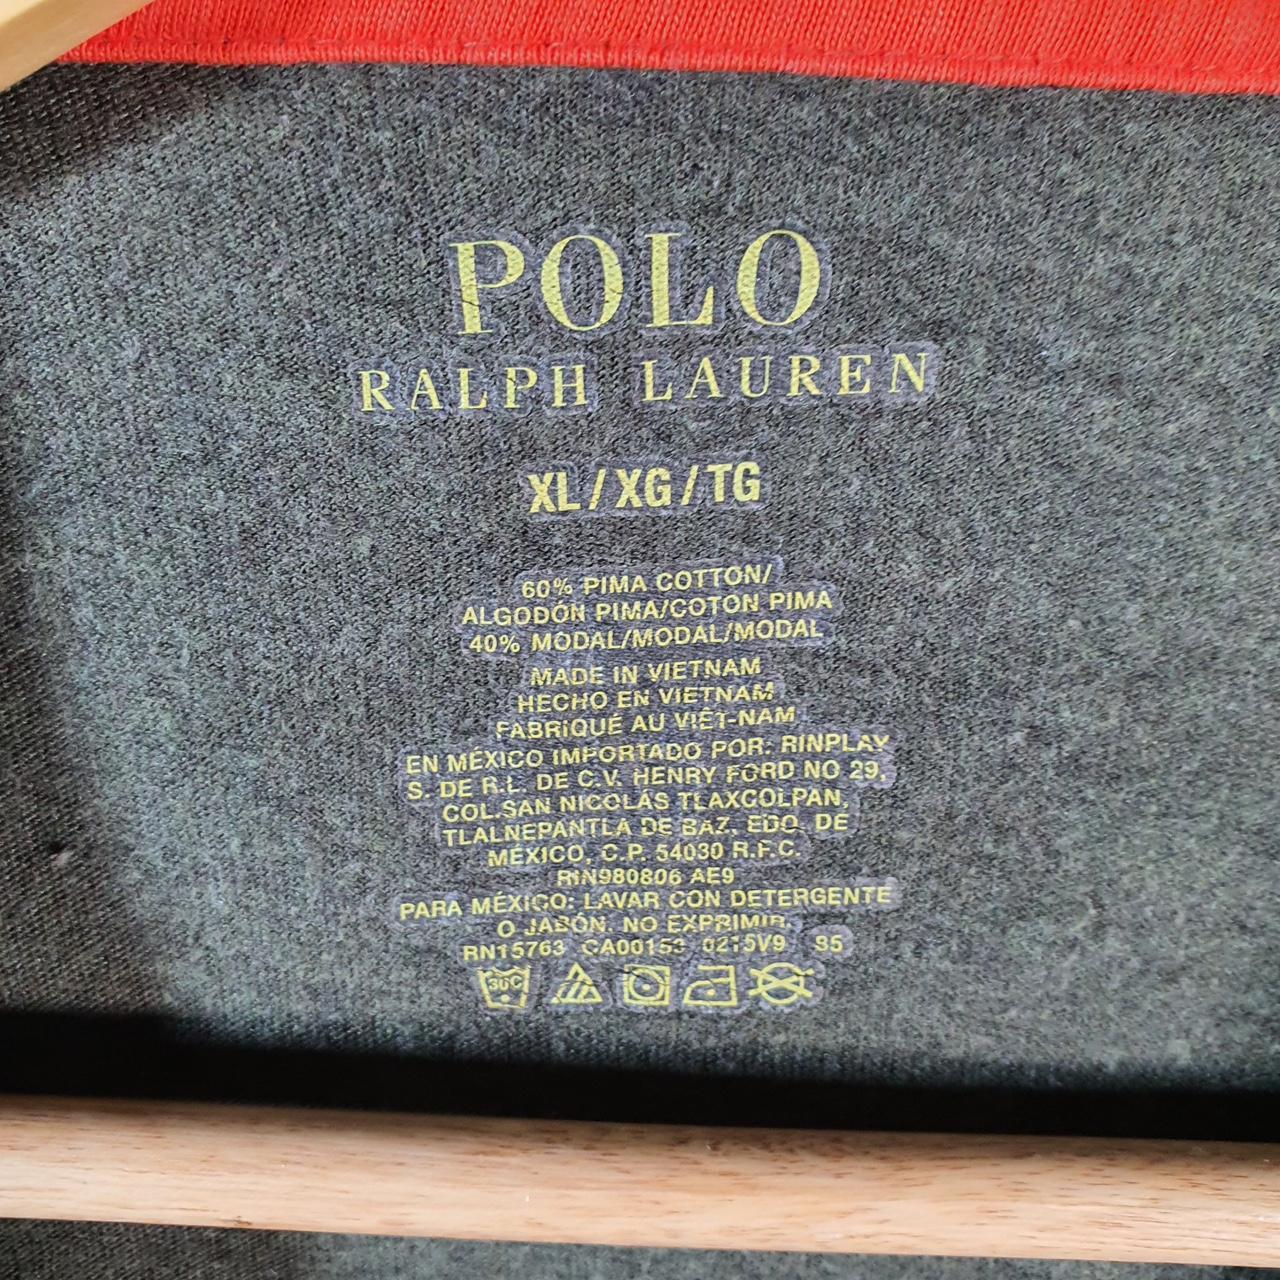 POLO
RALPH LAUREN
XL/XG/TG
60% PIMA COTTON/
ALGODÓN PIMA/COTON PIMA
40% MODAL/MODAL/MODAL
MADE IN VIETNAM
HECHO EN VIETNAM
FABRIQUÉ AU VIÊT-NAM
EN MÉXICO IMPORTADO POR: RINPLAY
S. DE R.L. DE C.V. HENRY FORD NO 29,
COL.SAN NICOLÁS TLAXCOLPAN,
TLALNEPANTLA DE BAZ, EDO. DE
MÉXICO, C.P. 54030 R.F.C.
RIN980806 AE9
PARA MÉXICO: LAVAR CON DETERGENTE
O JABÓN. NO EXPRIMIR.
RN15763 CA00153 0215V9
30C